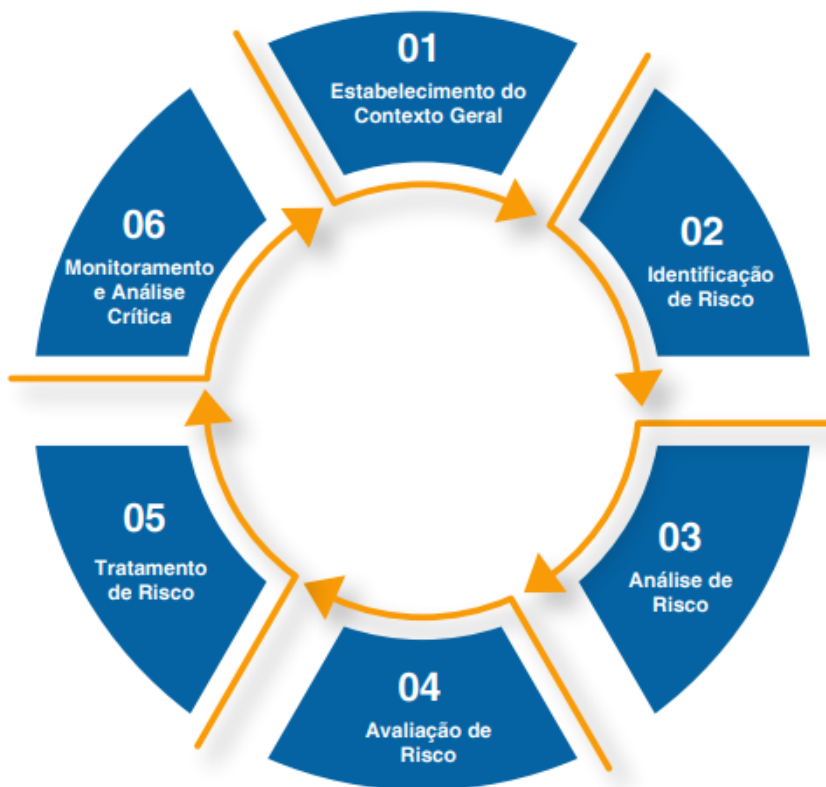 01
Estabelecimento do
Contexto Geral
02
Identificação
de Risco
03
Análise de
Risco
04
Avaliação de
Risco
05
Tratamento
de Risco
06
Monitoramento
e Análise
Crítica